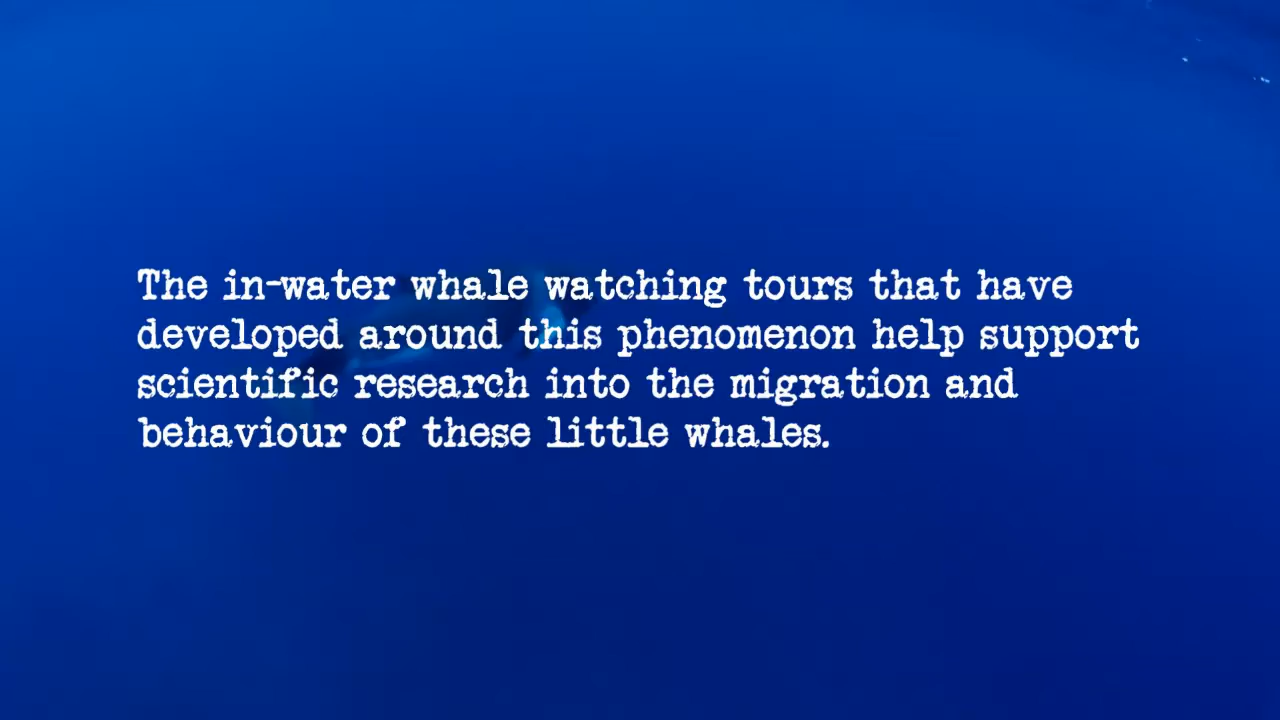 The in-water whale watching tours that have
developed around this phenomenon help support
scientific research into the migration and
behaviour of these little whales.